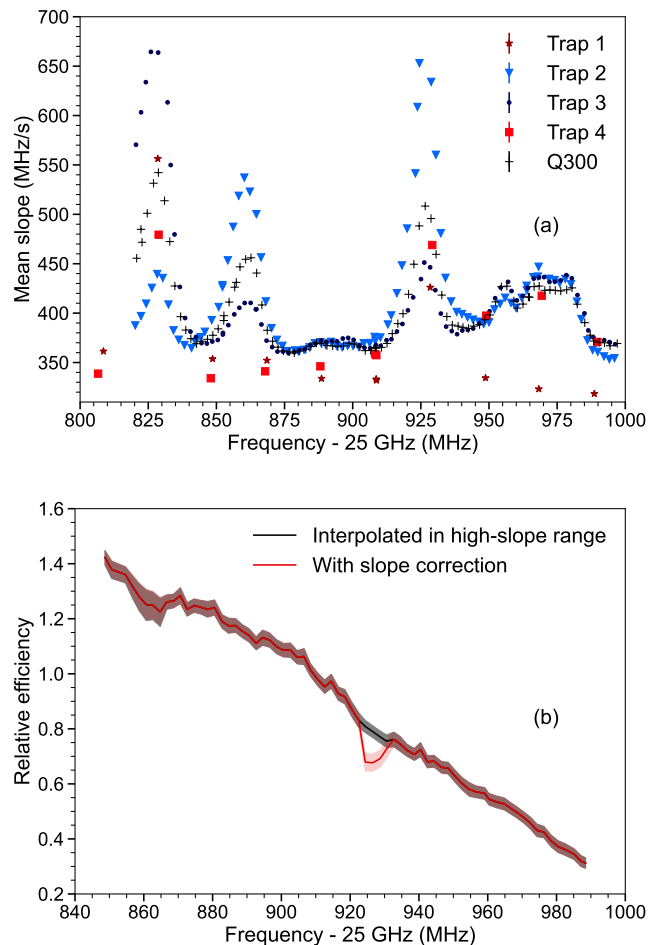 700
650
600
550
500
450
400
350
Mean slope (MHz/s)
Trap 1
Trap 2
Trap 3
Trap 4
Q300
(a)
800 825 850 875 900 925 950 975 1000
Frequency - 25 GHz (MHz)
1.6
1.4
1.2
1.0
0.8
0.6
0.4
0.2
Relative efficiency
Interpolated in high-slope range
With slope correction
(b)
840 860 880 900 920 940 960 980 1000
Frequency - 25 GHz (MHz)